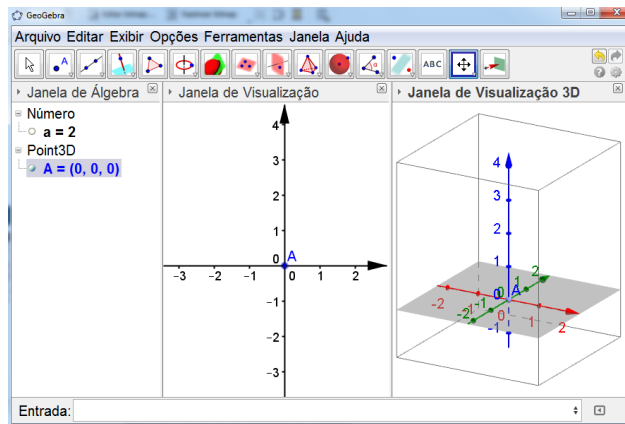 GeoGebra
Arquivo Editar Exibir Opções Ferramentas Janela Ajuda
A
a
ABC
Janela de Álgebra
Número
a = 2
Point3D
A = (0, 0, 0)
Janela de Visualização
4
3
2
1
0
A
-3 -2 -1 0 1 2
-1
-2
-3
Janela de Visualização 3D
4
3
2
1
0
-1
-2 -1 0 1 2
-2 -1 0 1 2
A
Entrada: